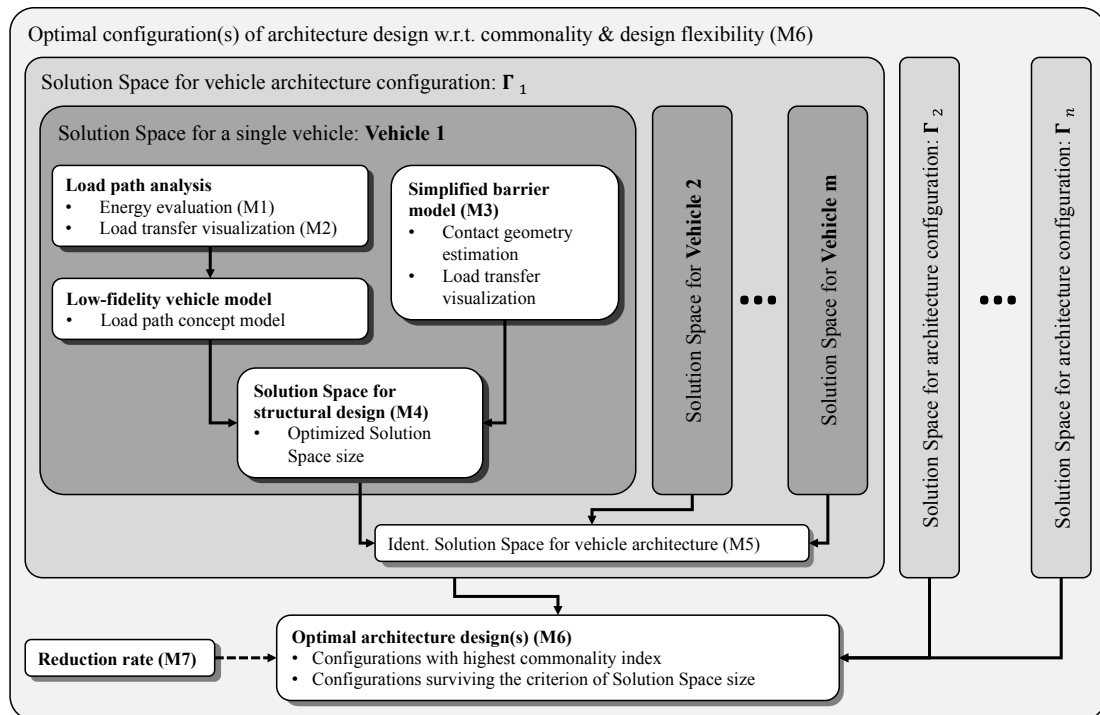 Optimal configuration(s) of architecture design w.r.t. commonality & design flexibility (M6)
Solution Space for vehicle architecture configuration: Γ 1
Solution Space for a single vehicle: Vehicle 1
Load path analysis
• Energy evaluation (M1)
• Load transfer visualization (M2)
Low-fidelity vehicle model
• Load path concept model
Simplified barrier
model (M3)
• Contact geometry
estimation
• Load transfer
visualization
Solution Space for
structural design (M4)
• Optimized Solution
Space size
Solution Space for Vehicle 2
Solution Space for Vehicle m
Ident. Solution Space for vehicle architecture (M5)
Solution Space for architecture configuration: Γ 2
Solution Space for architecture configuration: Γ n
Reduction rate (M7)
Optimal architecture design(s) (M6)
• Configurations with highest commonality index
• Configurations surviving the criterion of Solution Space size